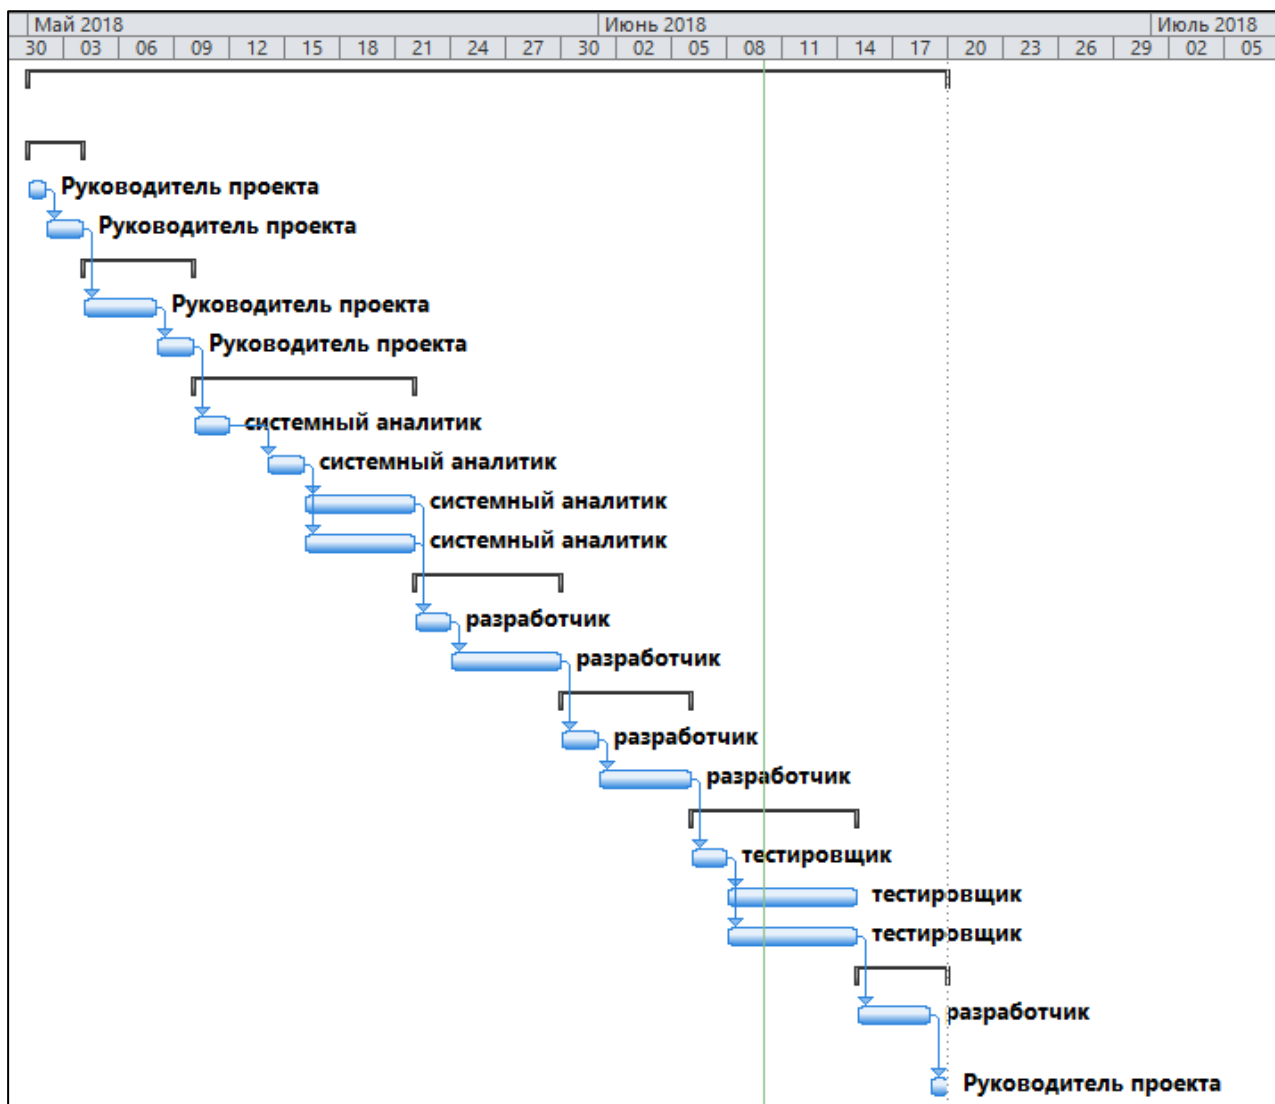 Май 2018 Июнь 2018 Июль 2018
30 03 06 09 12 15 18 21 24 27 30 02 05 08 11 14 17 20 23 26 29 02 05
Руководитель проекта
Руководитель проекта
Руководитель проекта
Руководитель проекта
системный аналитик
системный аналитик
системный аналитик
системный аналитик
разработчик
разработчик
разработчик
разработчик
тестировщик
тестировщик
тестировщик
разработчик
Руководитель проекта